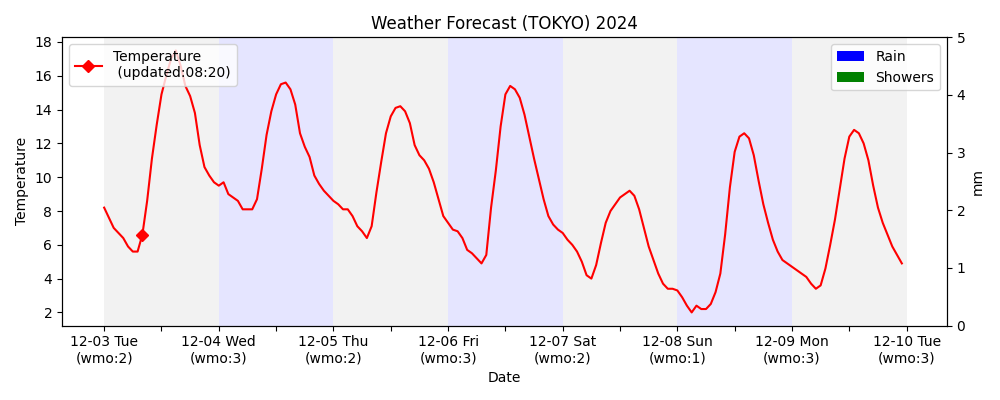 Weather Forecast (TOKYO) 2024
Temperature
(updated:08:20)
Rain
Showers
18
16
14
12
10
8
6
4
2
Temperature
5
4
3
2
1
0
mm
12-03 Tue
(wmo:2)
12-04 Wed
(wmo:3)
12-05 Thu
(wmo:2)
12-06 Fri
(wmo:3)
12-07 Sat
(wmo:2)
12-08 Sun
(wmo:1)
12-09 Mon
(wmo:3)
12-10 Tue
(wmo:3)
Date